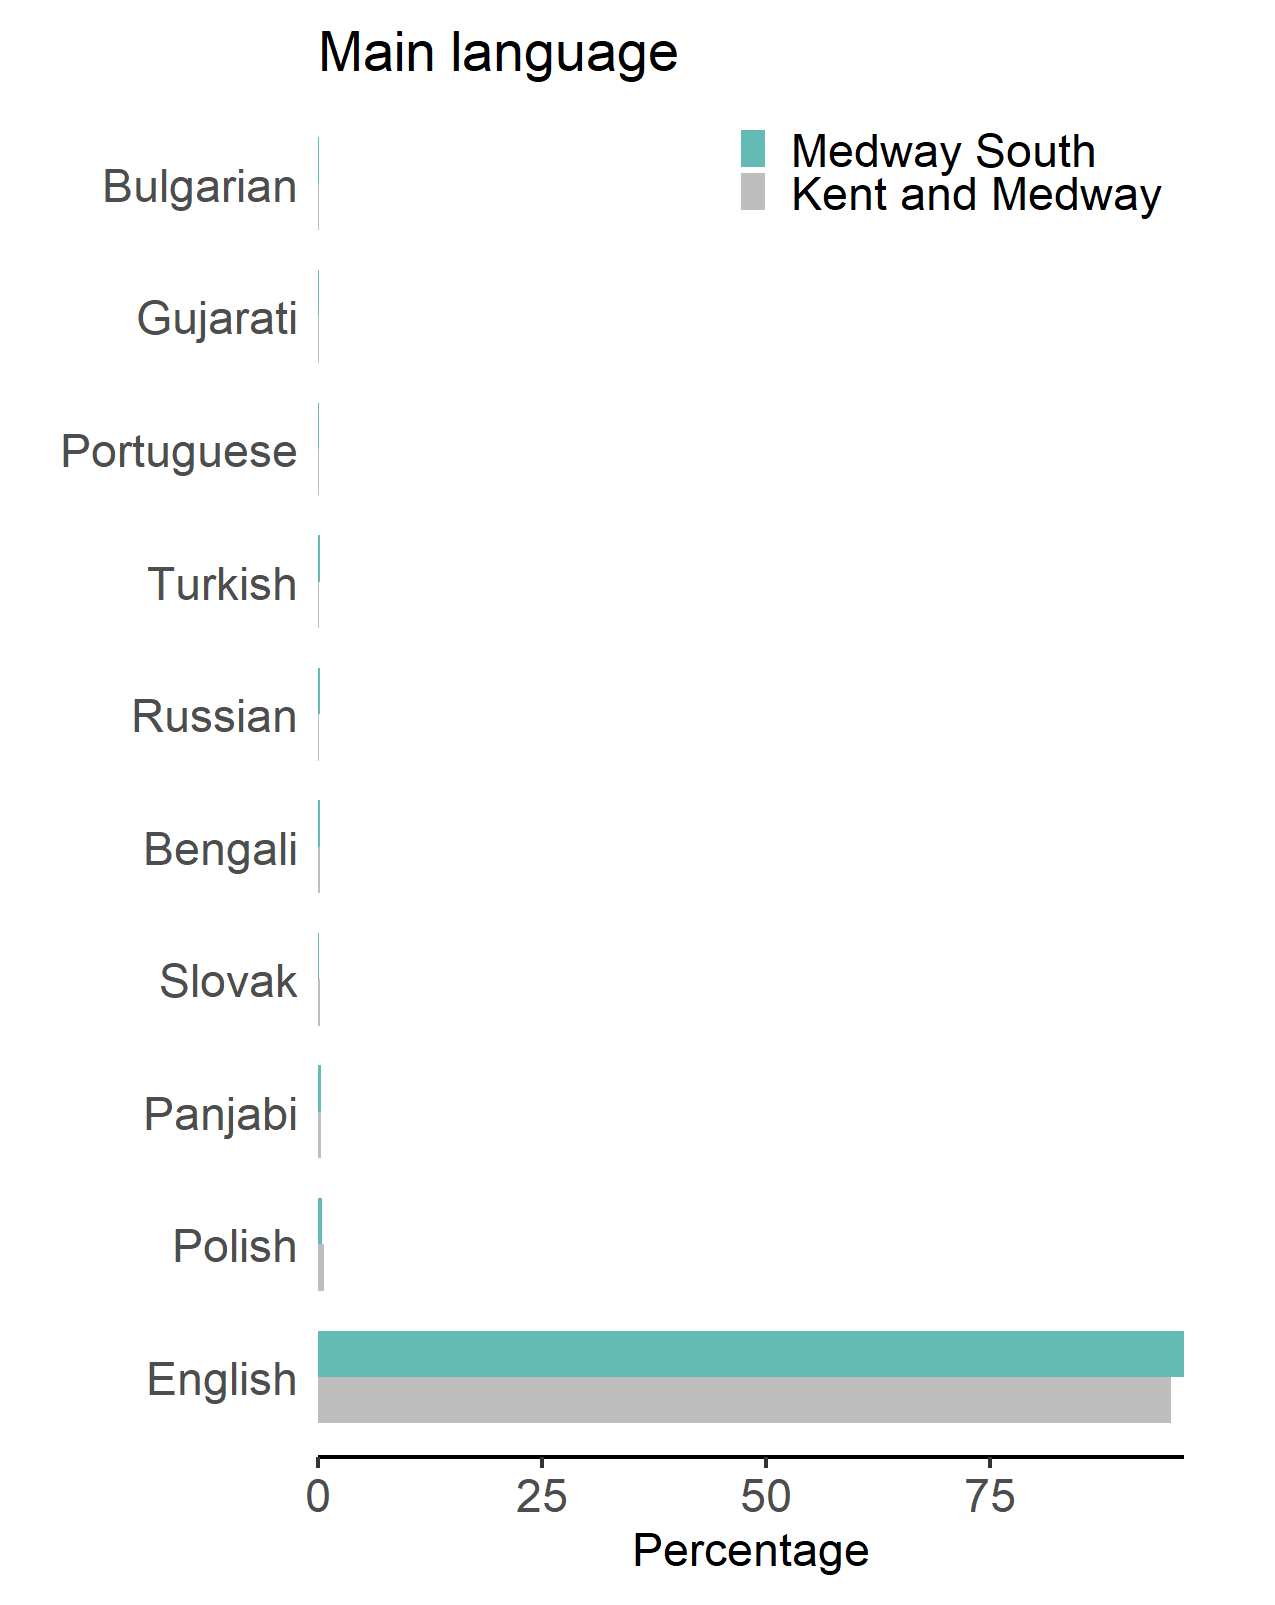 Main language
Medway South
Kent and Medway
Bulgarian
Gujarati
Portuguese
Turkish
Russian
Bengali
Slovak
Panjabi
Polish
English
0 25 50 75
Percentage